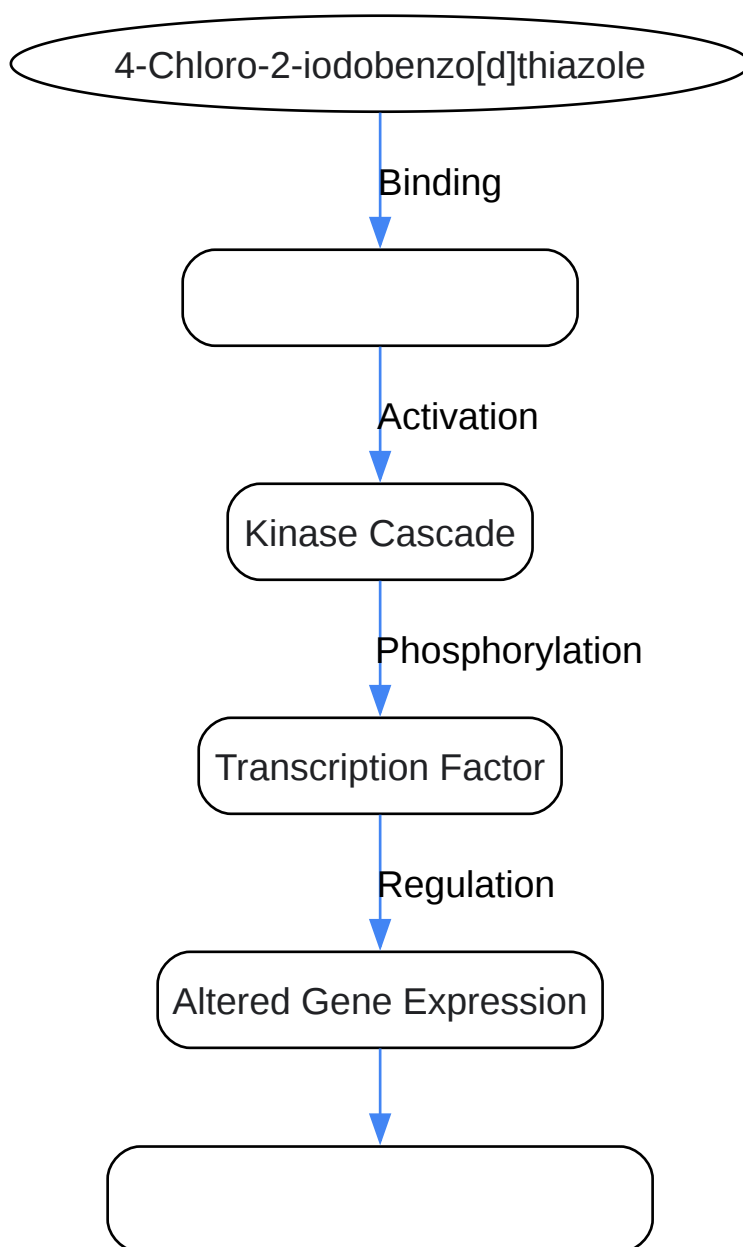 4-Chloro-2-iodobenzo[d]thiazole
Binding
Activation
Kinase Cascade
Phosphorylation
Transcription Factor
Regulation
Altered Gene Expression